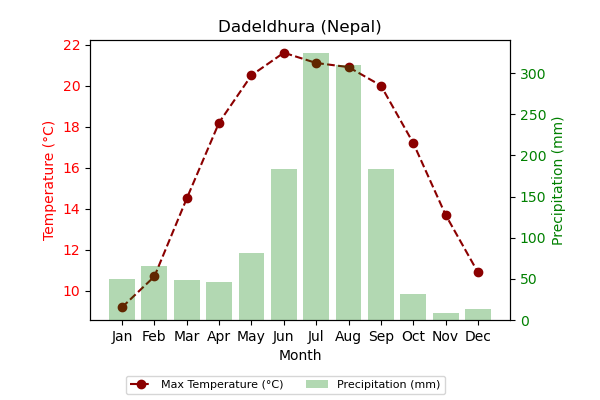 Dadeldhura (Nepal)
22
20
18
16
14
12
10
Temperature (°C)
300
250
200
150
100
50
0
Precipitation (mm)
Jan Feb Mar Apr May Jun Jul Aug Sep Oct Nov Dec
Month
Max Temperature (°C) Precipitation (mm)